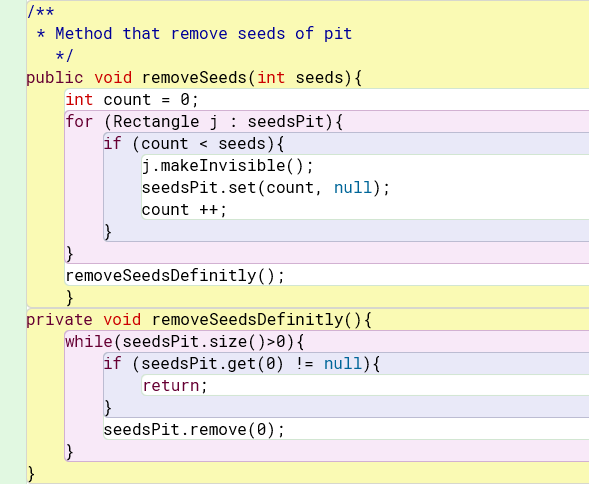 /**
 * Method that remove seeds of pit
   */
public void removeSeeds(int seeds){
    int count = 0;
    for (Rectangle j : seedsPit){
        if (count < seeds){
            j.makeInvisible();
            seedsPit.set(count, null);
            count ++;
        }
    }
    removeSeedsDefinitly();
    }
private void removeSeedsDefinitly(){
    while(seedsPit.size()>0){
        if (seedsPit.get(0) != null){
            return;
        }
        seedsPit.remove(0);
    }
}